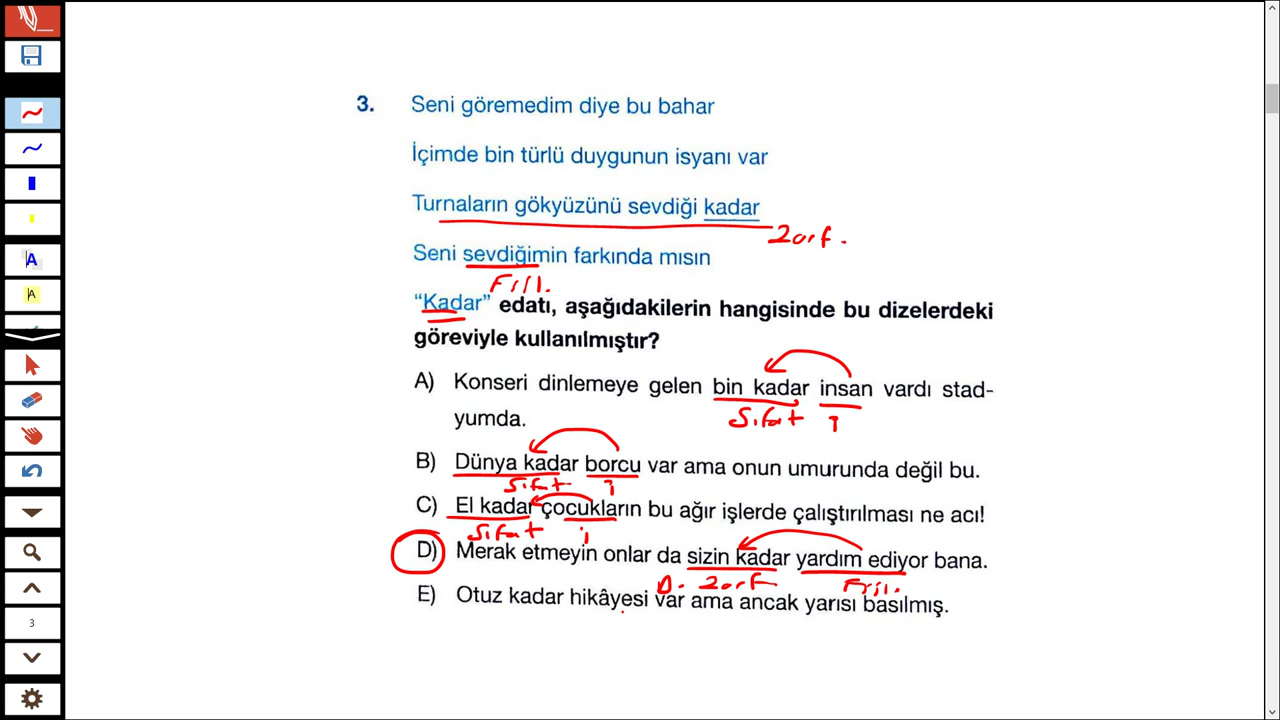 3. Seni göremedim diye bu bahar
İçimde bin türlü duygunun isyanı var
Turnaların gökyüzünü sevdiği kadar
Zarf.
Seni sevdiğimin farkında mısın
Fiil.
"Kadar" edatı, aşağıdakilerin hangisinde bu dizelerdeki
göreviyle kullanılmıştır?
A) Konseri dinlemeye gelen bin kadar insan vardı stad-
Sıfat i
yumda.
B) Dünya kadar borcu var ama onun umurunda değil bu.
Sıfat i
C) El kadar çocukların bu ağır işlerde çalıştırılması ne acı!
Sıfat i
D) Merak etmeyin onlar da sizin kadar yardım ediyor bana.
D. Zarf Fiil.
E) Otuz kadar hikâyesi var ama ancak yarısı basılmış.
A
A
3